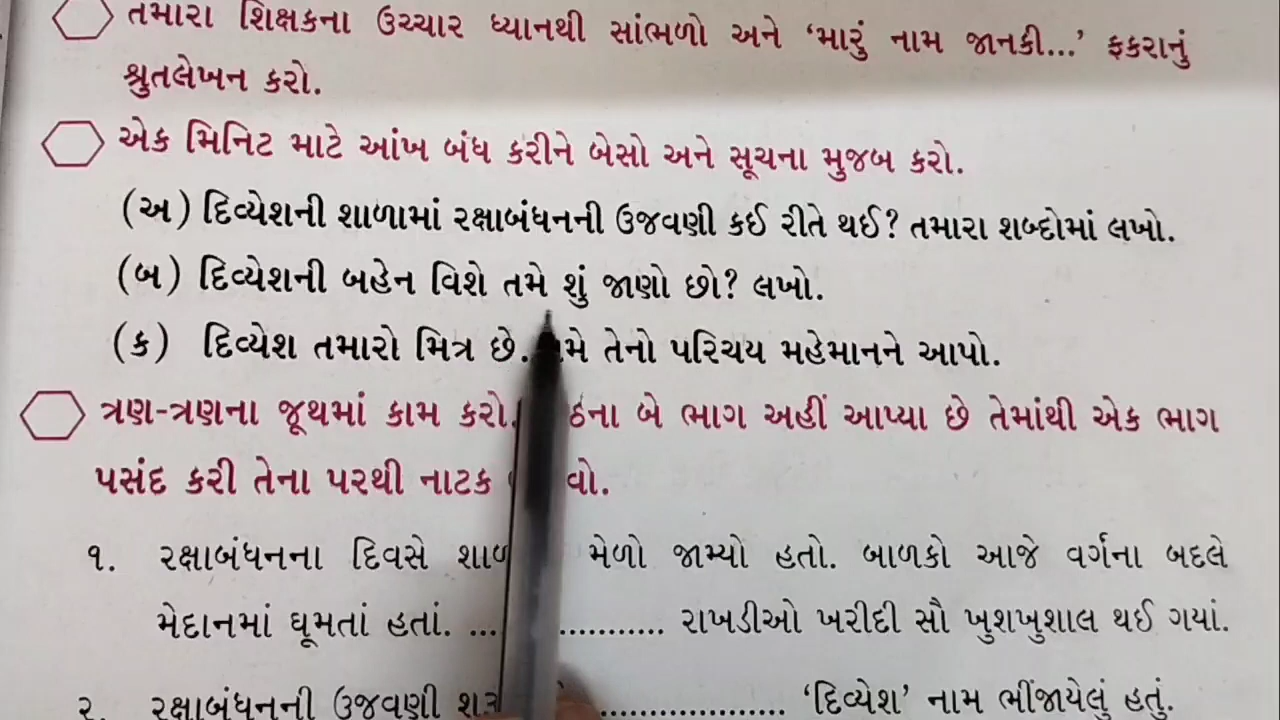 તમારા શિક્ષકના ઉચ્ચાર ધ્યાનથી સાંભળો અને ‘મારું નામ જાનકી...’ ફકરાનું
શ્રુતલેખન કરો.
એક મિનિટ માટે આંખ બંધ કરીને બેસો અને સૂચના મુજબ કરો.
(અ) દિવ્યેશની શાળામાં રક્ષાબંધનની ઉજવણી કઈ રીતે થઈ? તમારા શબ્દોમાં લખો.
(બ) દિવ્યેશની બહેન વિશે તમે શું જાણો છો? લખો.
(ક) દિવ્યેશ તમારો મિત્ર છે. મે તેનો પરિચય મહેમાનને આપો.
ત્રણ-ત્રણના જૂથમાં કામ કરો. ઠના બે ભાગ અહીં આપ્યા છે તેમાંથી એક ભાગ
પસંદ કરી તેના પરથી નાટક વો.
૧. રક્ષાબંધનના દિવસે શાળ મેળો જામ્યો હતો. બાળકો આજે વર્ગના બદલે
મેદાનમાં ઘૂમતાં હતાં. ... ............ રાખડીઓ ખરીદી સૌ ખુશખુશાલ થઈ ગયાં.
૨. રક્ષાબંધનની ઉજવણી ................. ‘દિવ્યેશ’ નામ ભીંજાયેલું હતું.